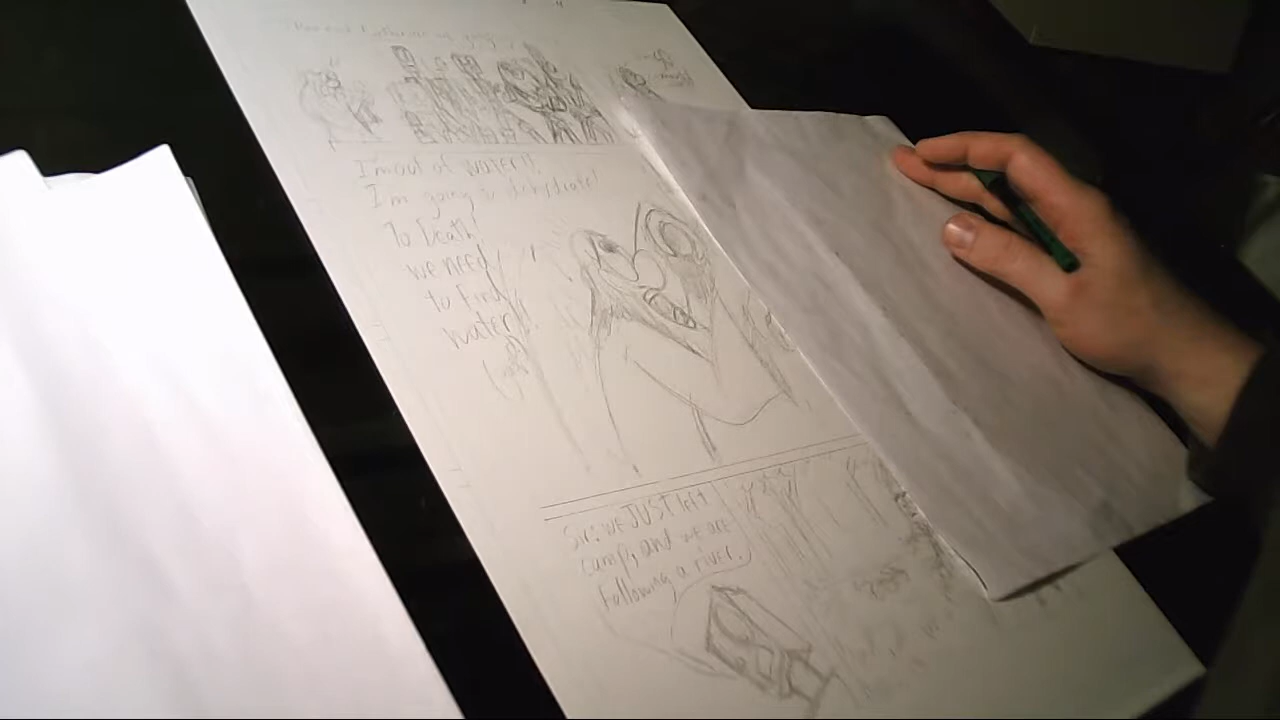 I'm out of WATER!!
I'm going to dehydrate!
To Death!
we need
to find
water!!
Sir: we JUST left
camp, and we are
following a river.